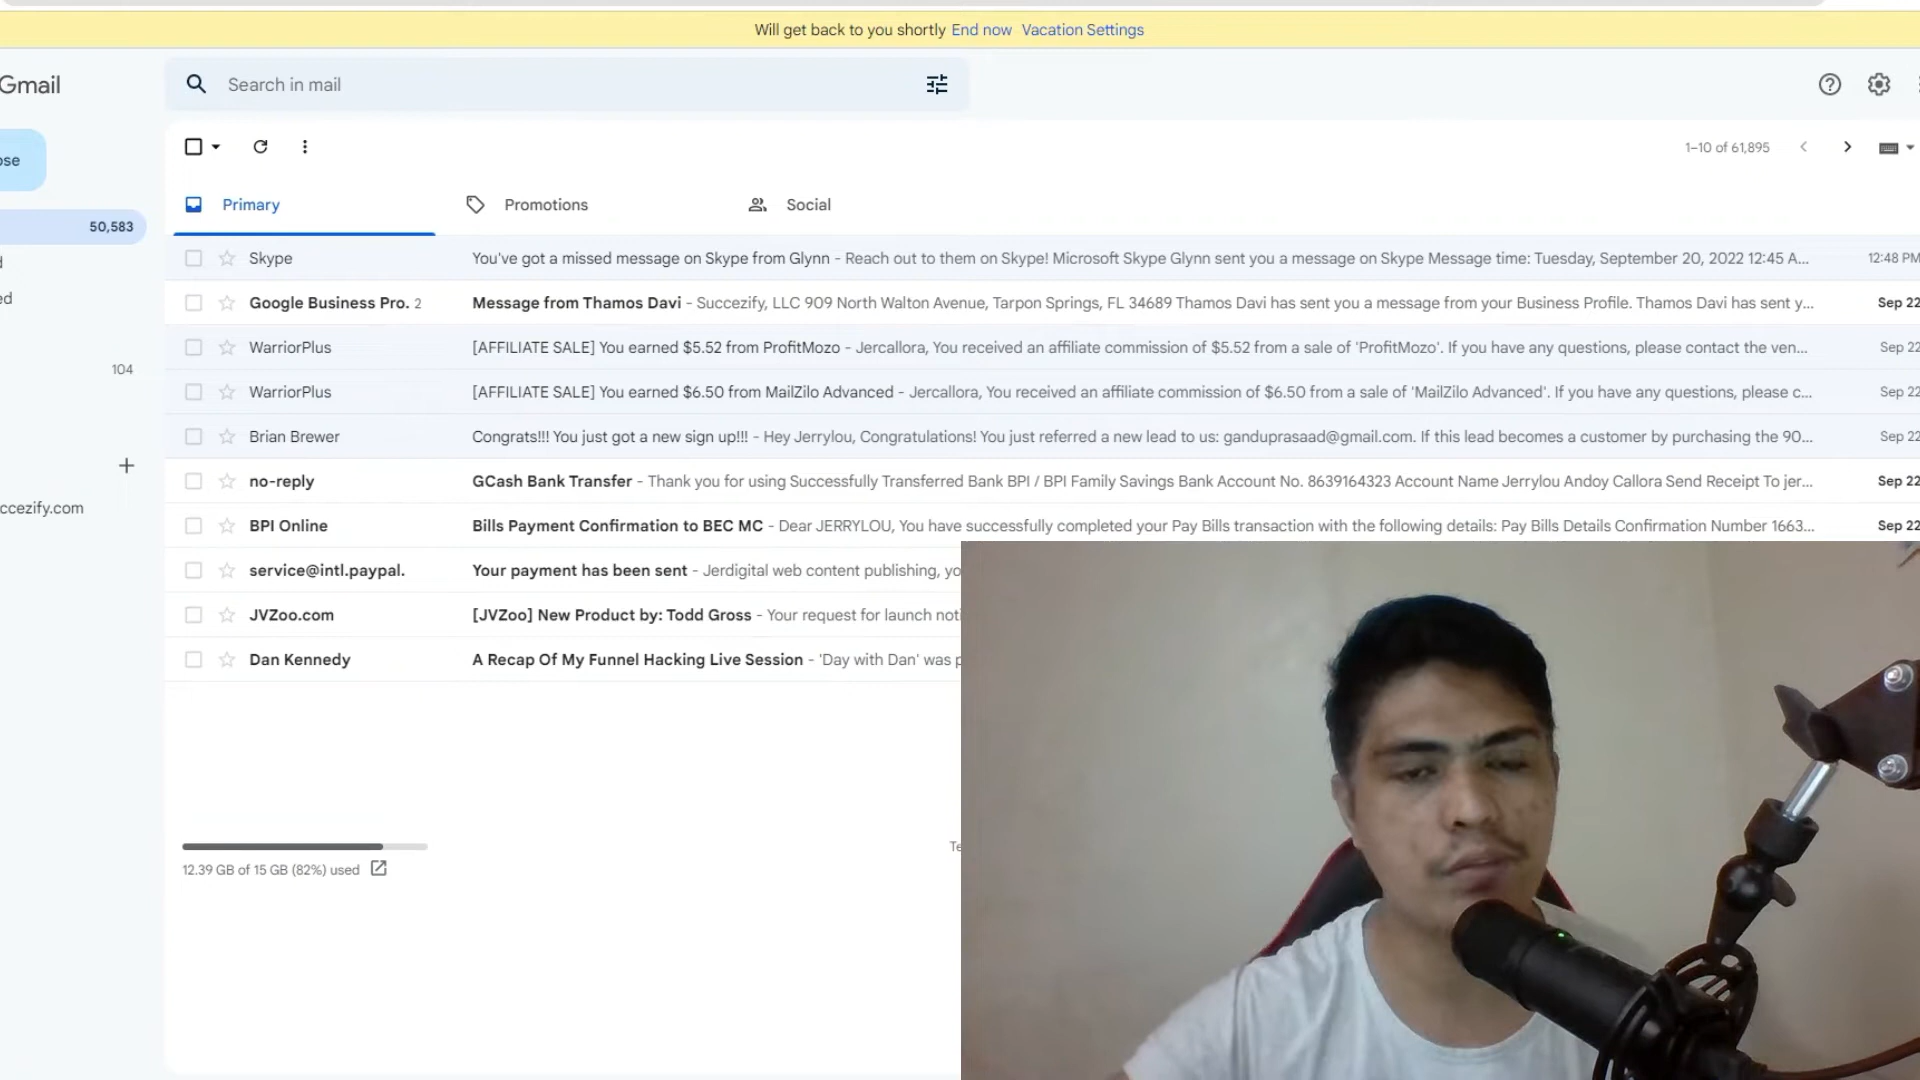 Will get back to you shortly End now Vacation Settings
Gmail
Search in mail
ose
1–10 of 61,895
Primary
Promotions
Social
50,583
Skype You've got a missed message on Skype from Glynn - Reach out to them on Skype! Microsoft Skype Glynn sent you a message on Skype Message time: Tuesday, September 20, 2022 12:45 A... 12:48 PM
Google Business Pro. 2 Message from Thamos Davi - Succezify, LLC 909 North Walton Avenue, Tarpon Springs, FL 34689 Thamos Davi has sent you a message from your Business Profile. Thamos Davi has sent y... Sep 22
ed
WarriorPlus [AFFILIATE SALE] You earned $5.52 from ProfitMozo - Jercallora, You received an affiliate commission of $5.52 from a sale of 'ProfitMozo'. If you have any questions, please contact the ven... Sep 22
104
WarriorPlus [AFFILIATE SALE] You earned $6.50 from MailZilo Advanced - Jercallora, You received an affiliate commission of $6.50 from a sale of 'MailZilo Advanced'. If you have any questions, please c... Sep 22
Brian Brewer Congrats!!! You just got a new sign up!!! - Hey Jerrylou, Congratulations! You just referred a new lead to us: ganduprasaad@gmail.com. If this lead becomes a customer by purchasing the 90... Sep 22
no-reply GCash Bank Transfer - Thank you for using Successfully Transferred Bank BPI / BPI Family Savings Bank Account No. 8639164323 Account Name Jerrylou Andoy Callora Send Receipt To jer... Sep 22
ccezify.com
BPI Online Bills Payment Confirmation to BEC MC - Dear JERRYLOU, You have successfully completed your Pay Bills transaction with the following details: Pay Bills Details Confirmation Number 1663... Sep 22
service@intl.paypal. Your payment has been sent - Jerdigital web content publishing, yo
JVZoo.com [JVZoo] New Product by: Todd Gross - Your request for launch noti
Dan Kennedy A Recap Of My Funnel Hacking Live Session - 'Day with Dan' was p
Te
12.39 GB of 15 GB (82%) used